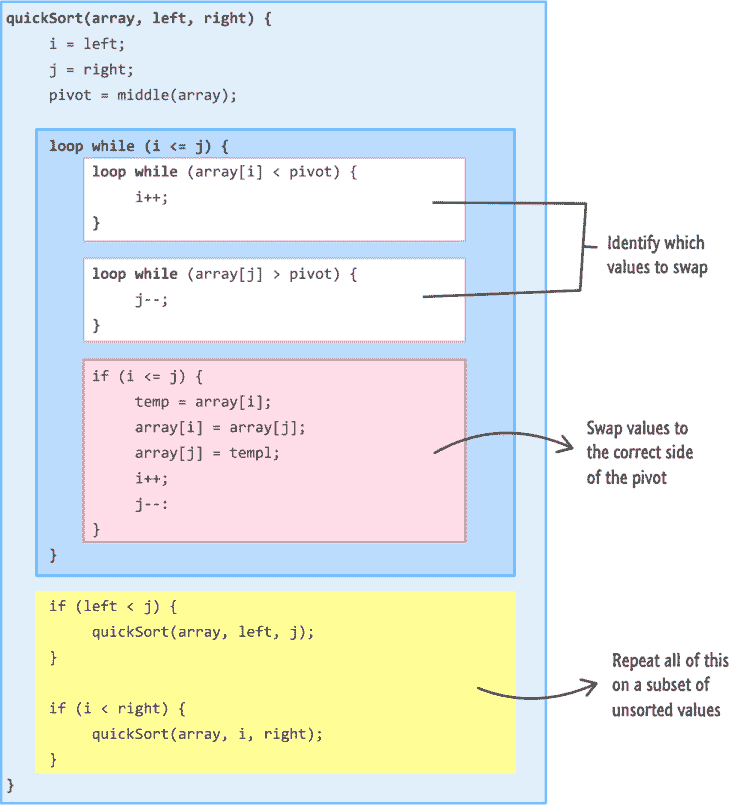 quickSort(array, left, right) {
i = left;
j = right;
pivot = middle(array);
loop while (i <= j) {
loop while (array[i] < pivot) {
i++;
}
loop while (array[j] > pivot) {
j--;
}
Identify which
values to swap
if (i <= j) {
temp = array[i];
array[i] = array[j];
array[j] = templ;
i++;
j--:
}
Swap values to
the correct side
of the pivot
}
if (left < j) {
quickSort(array, left, j);
}
if (i < right) {
quickSort(array, i, right);
}
Repeat all of this
on a subset of
unsorted values
}